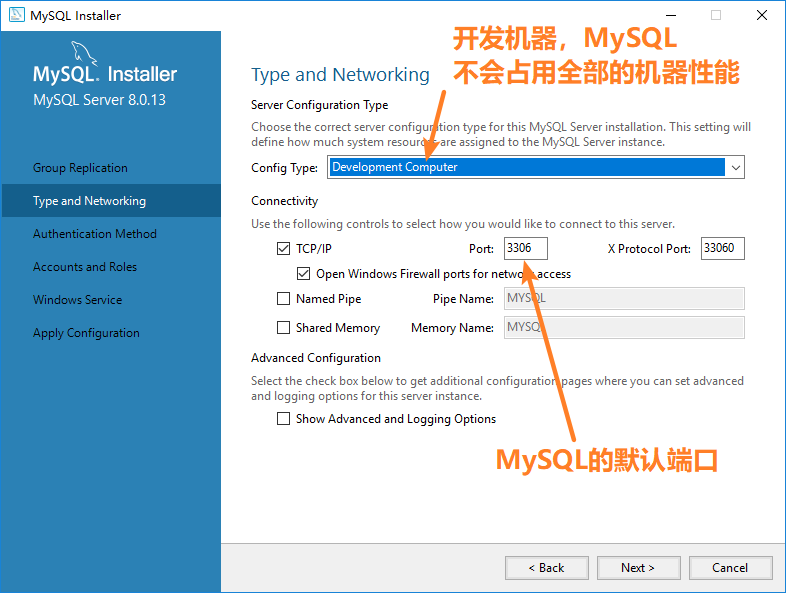 MySQL Installer
开发机器，MySQL
不会占用全部的机器性能
MySQL. Installer
MySQL Server 8.0.13
Group Replication
Type and Networking
Authentication Method
Accounts and Roles
Windows Service
Apply Configuration
Type and Networking
Server Configuration Type
Choose the correct server configuration type for this MySQL Server installation. This setting will
define how much system resources are assigned to the MySQL Server instance.
Config Type: Development Computer
Connectivity
Use the following controls to select how you would like to connect to this server.
TCP/IP Port: 3306 X Protocol Port: 33060
Open Windows Firewall ports for network access
Named Pipe Pipe Name: MYSQL
Shared Memory Memory Name: MYSQL
Advanced Configuration
Select the check box below to get additional configuration pages where you can set advanced
and logging options for this server instance.
Show Advanced and Logging Options
MySQL的默认端口
< Back Next > Cancel